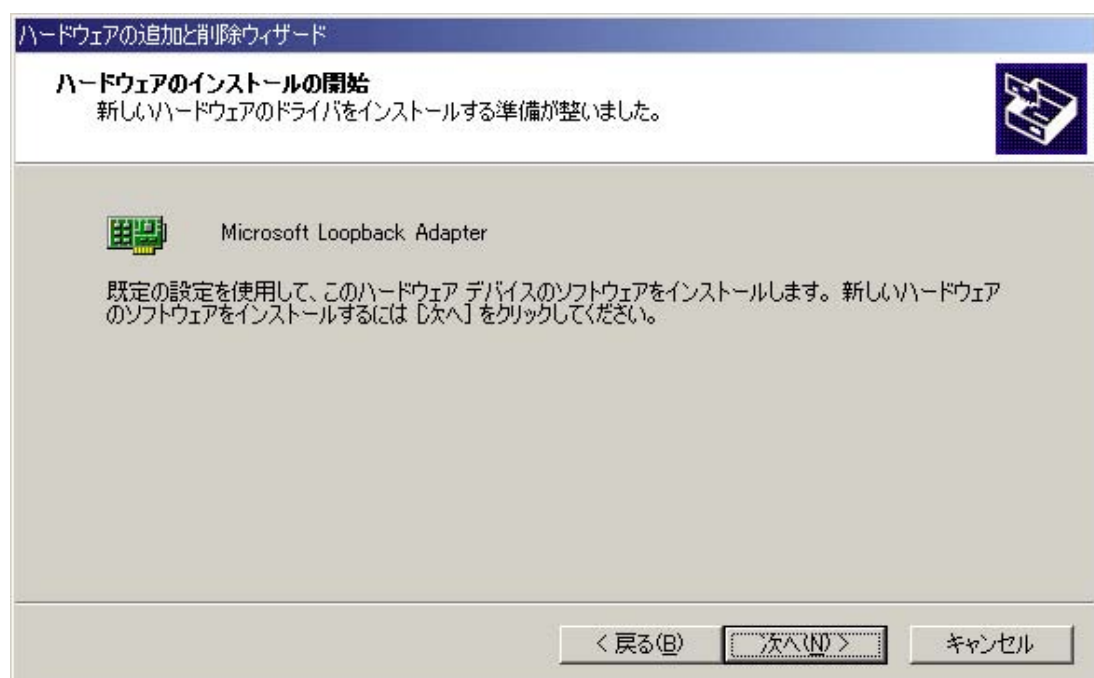 ハードウェアの追加と削除ウィザード
ハードウェアのインストールの開始
新しいハードウェアのドライバをインストールする準備が整いました。
Microsoft Loopback Adapter
既定の設定を使用して、このハードウェア デバイスのソフトウェアをインストールします。新しいハードウェア
のソフトウェアをインストールするには [次へ] をクリックしてください。
< 戻る(B) 次へ(N) > キャンセル